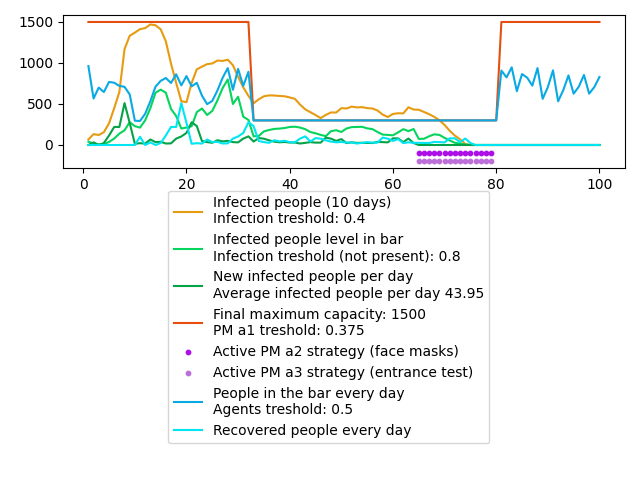 1500
1000
500
0
0
20
40
60
80
100
Infected people (10 days)
Infection treshold: 0.4
Infected people level in bar
Infection treshold (not present): 0.8
New infected people per day
Average infected people per day 43.95
Final maximum capacity: 1500
PM a1 treshold: 0.375
Active PM a2 strategy (face masks)
Active PM a3 strategy (entrance test)
People in the bar every day
Agents treshold: 0.5
Recovered people every day